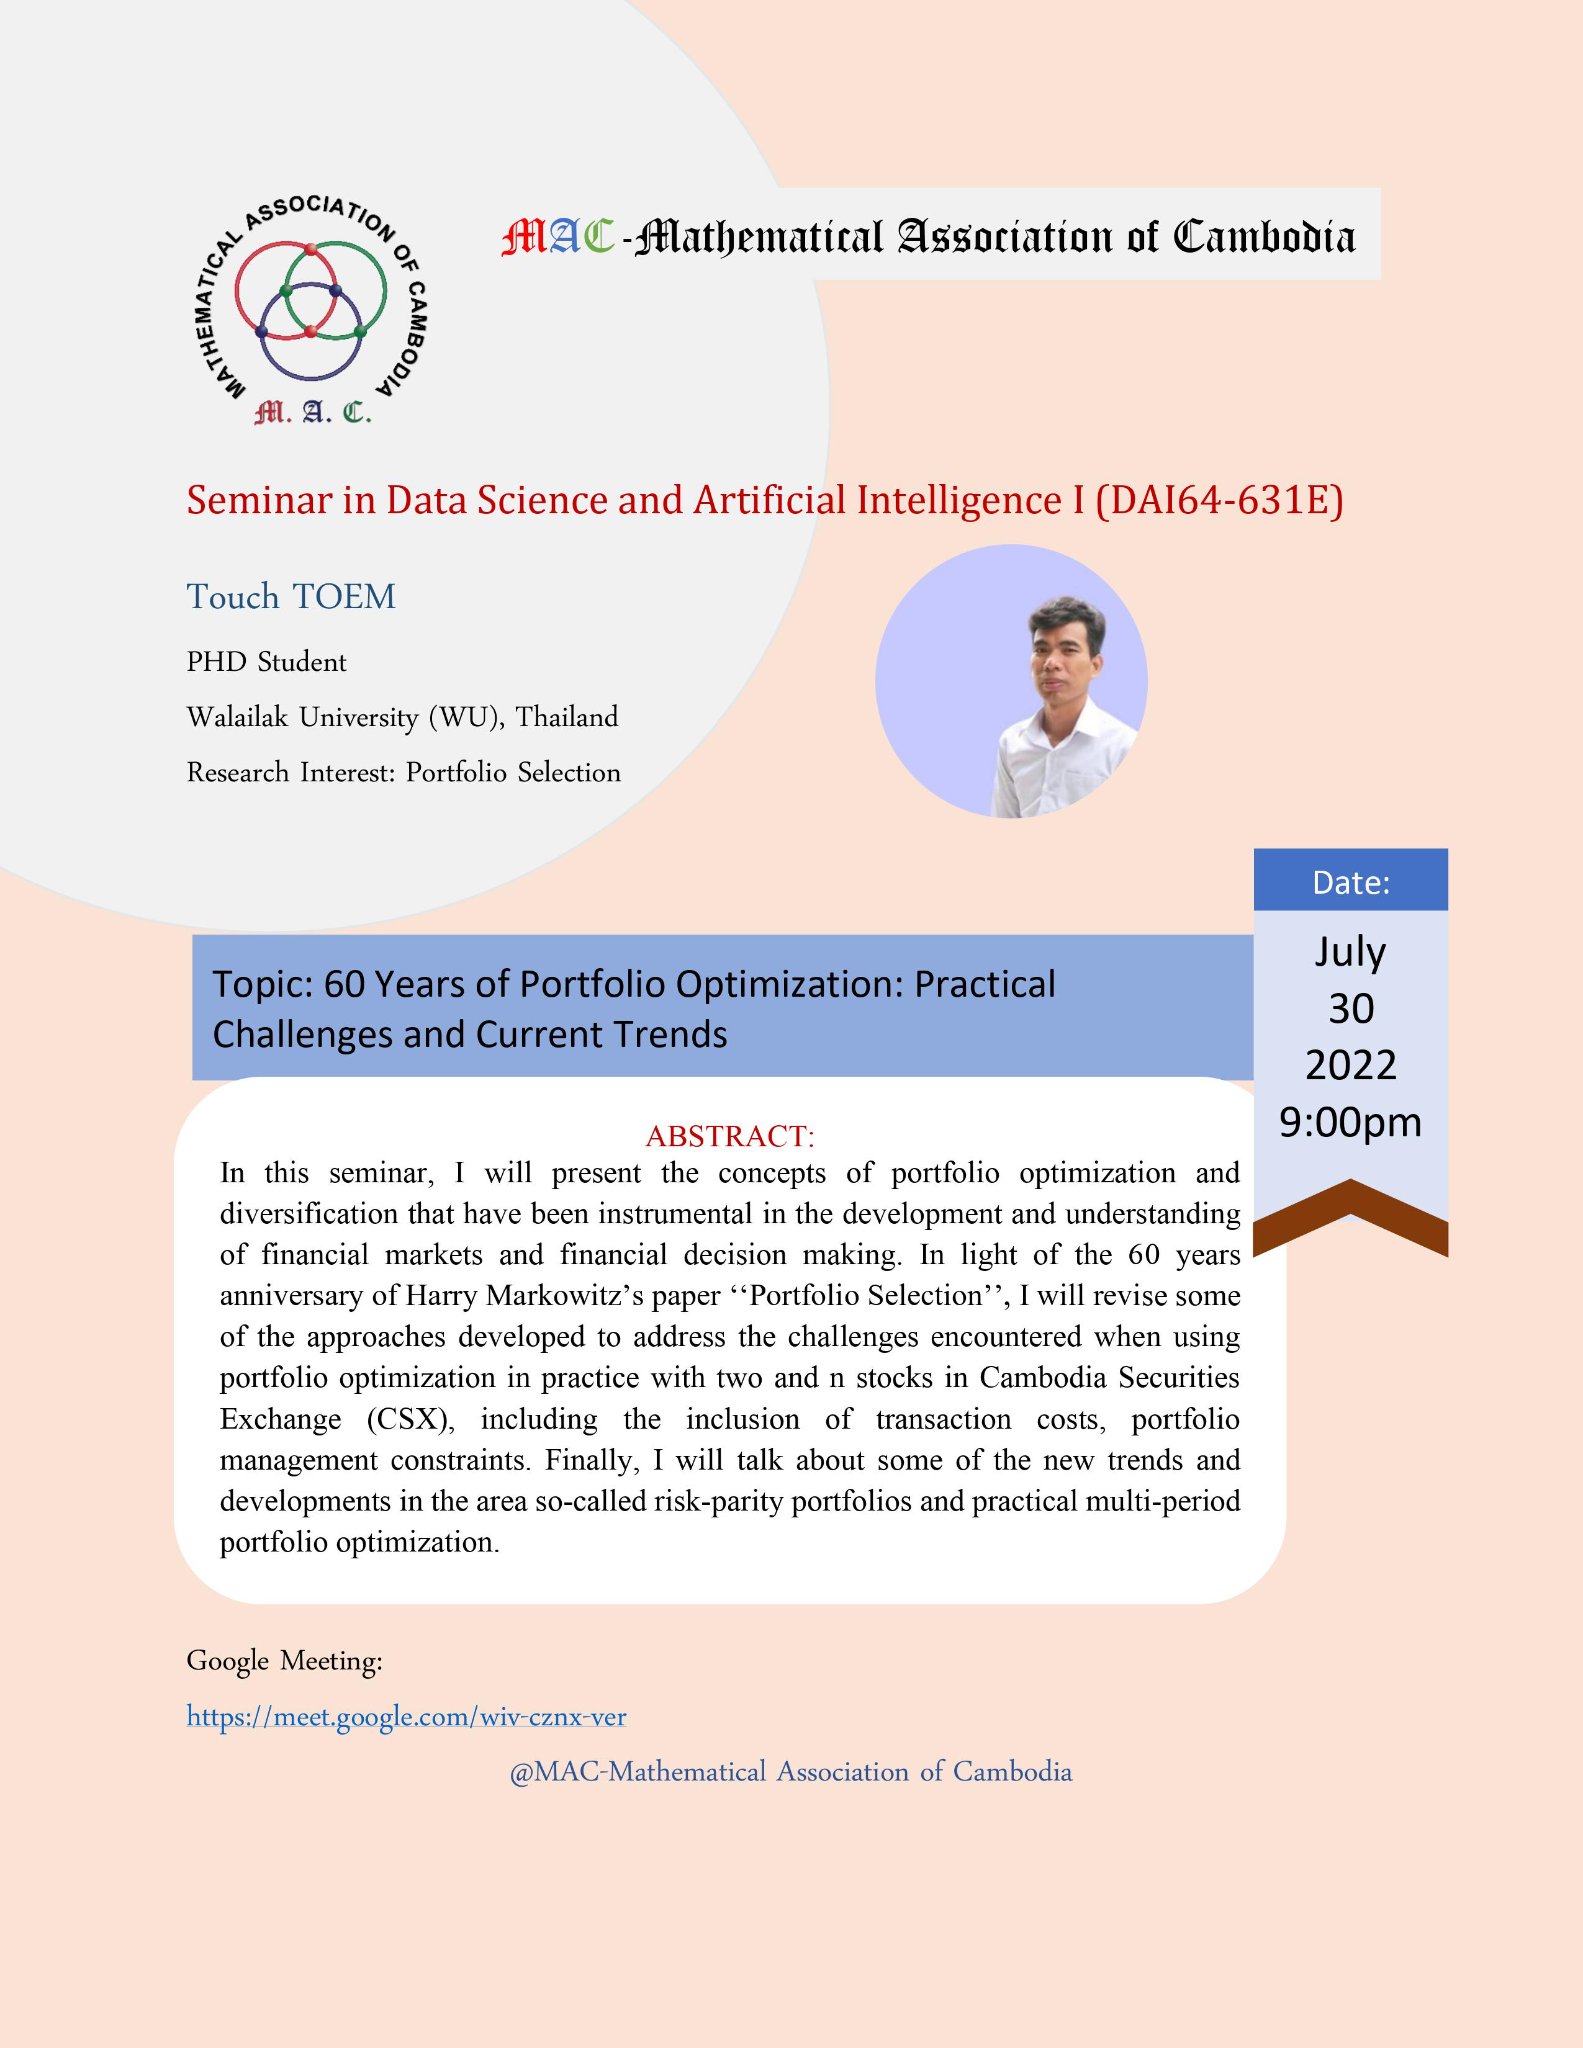 MATHEMATICAL ASSOCIATION OF CAMBODIA
M. A. C.
MAC-Mathematical Association of Cambodia
Seminar in Data Science and Artificial Intelligence I (DAI64-631E)
Touch TOEM
PHD Student
Walailak University (WU), Thailand
Research Interest: Portfolio Selection
Date:
July
30
2022
9:00pm
Topic: 60 Years of Portfolio Optimization: Practical
Challenges and Current Trends
ABSTRACT:
In this seminar, I will present the concepts of portfolio optimization and
diversification that have been instrumental in the development and understanding
of financial markets and financial decision making. In light of the 60 years
anniversary of Harry Markowitz’s paper ‘‘Portfolio Selection’’, I will revise some
of the approaches developed to address the challenges encountered when using
portfolio optimization in practice with two and n stocks in Cambodia Securities
Exchange (CSX), including the inclusion of transaction costs, portfolio
management constraints. Finally, I will talk about some of the new trends and
developments in the area so-called risk-parity portfolios and practical multi-period
portfolio optimization.
Google Meeting:
https://meet.google.com/wiv-cznx-ver
@MAC-Mathematical Association of Cambodia